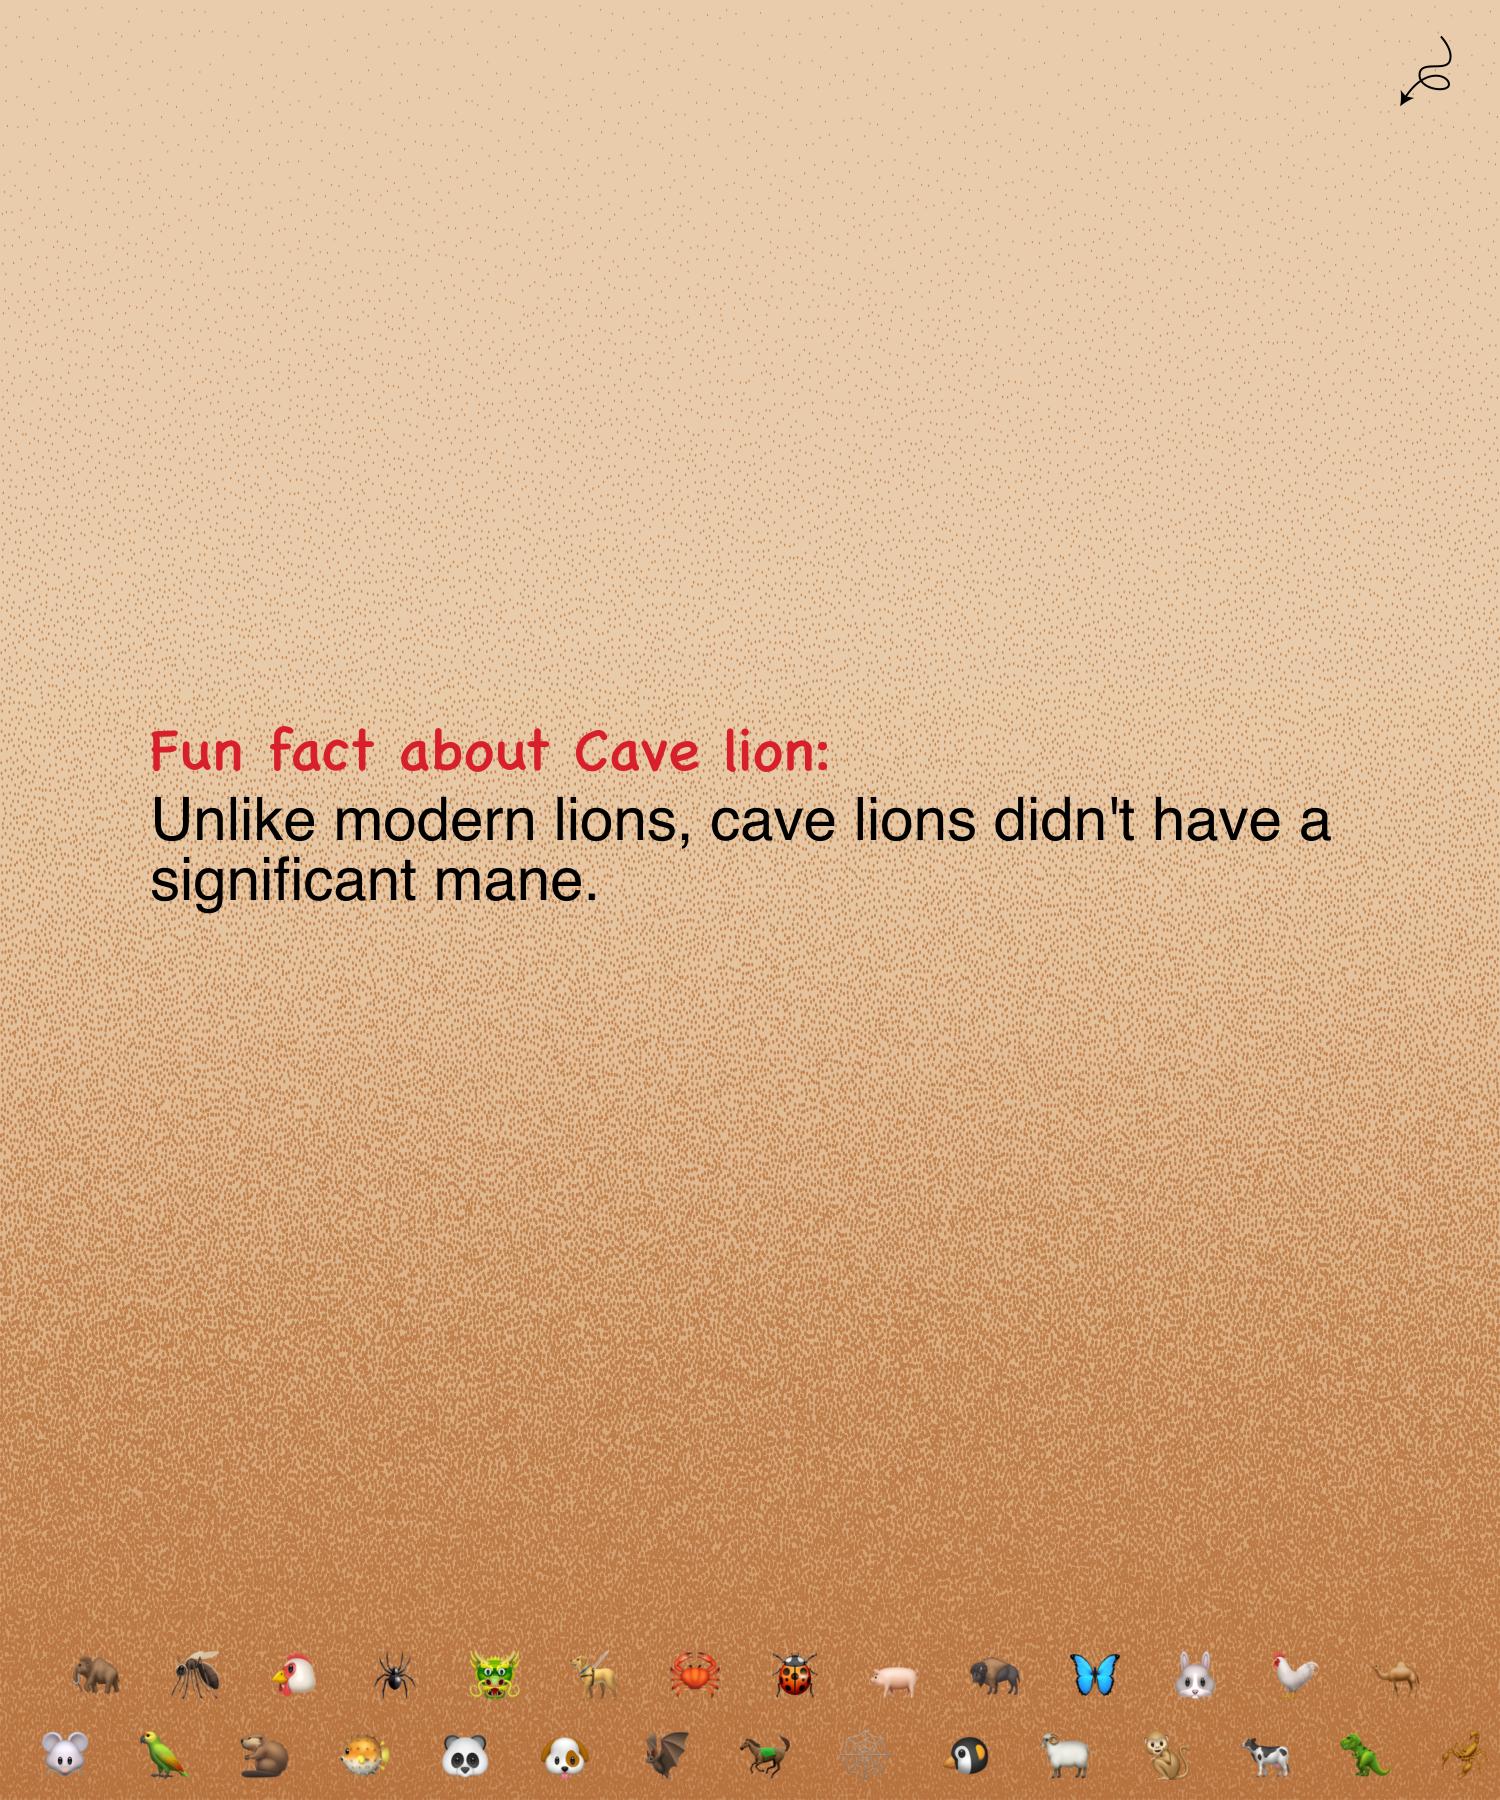 Fun fact about Cave lion:
Unlike modern lions, cave lions didn't have a
significant mane.